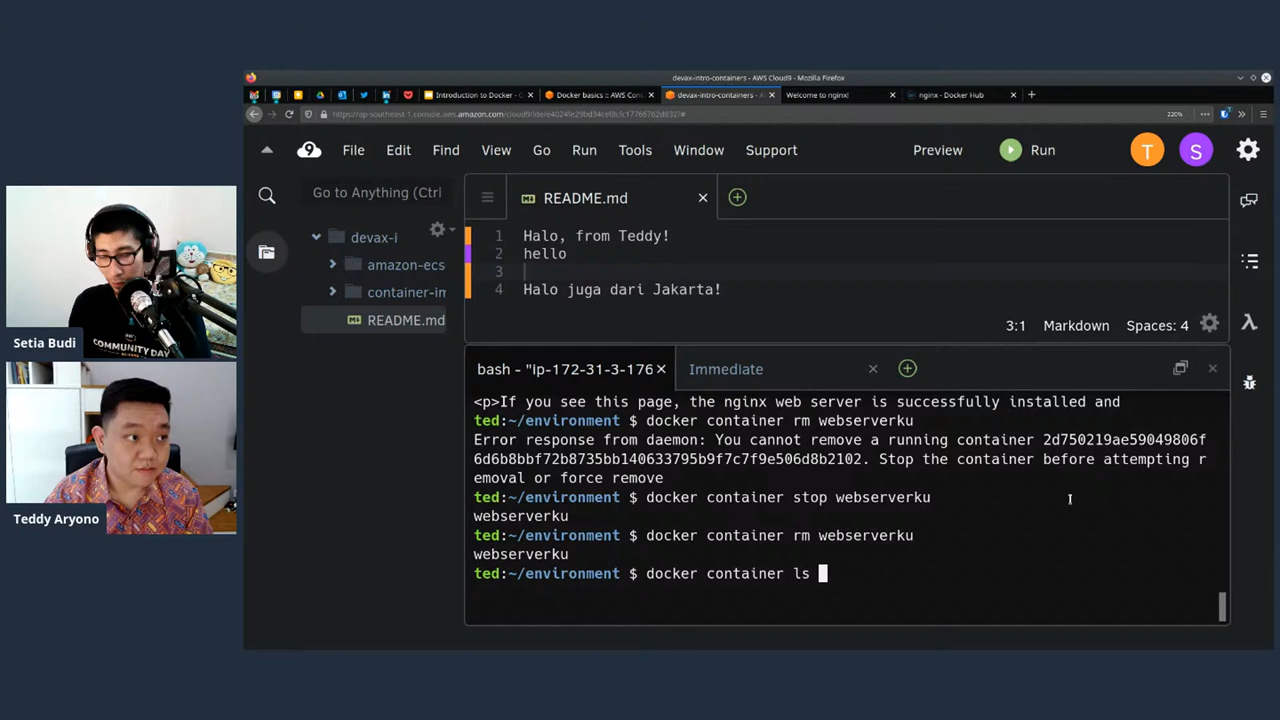 devax-intro-containers - AWS Cloud9 - Mozilla Firefox
Introduction to Docker - 
Docker basics :: AWS Con
devax-intro-containers - A
Welcome to nginx!
nginx - Docker Hub
220%
9
File Edit Find View Go Run Tools Window Support
Preview
Run
T
S
Go to Anything (Ctrl
README.md
devax-i
amazon-ecs
container-im
README.md
1 Halo, from Teddy!
2 hello
3
4 Halo juga dari Jakarta!
3:1 Markdown Spaces: 4
bash - "ip-172-31-3-176
Immediate
<p>If you see this page, the nginx web server is successfully installed and
ted:~/environment $ docker container rm webserverku
Error response from daemon: You cannot remove a running container 2d750219ae59049806f
6d6b8bbf72b8735bb140633795b9f7c7f9e506d8b2102. Stop the container before attempting r
emoval or force remove
ted:~/environment $ docker container stop webserverku
webserverku
ted:~/environment $ docker container rm webserverku
webserverku
ted:~/environment $ docker container ls
COMMUNITY DAY
Setia Budi
Teddy Aryono